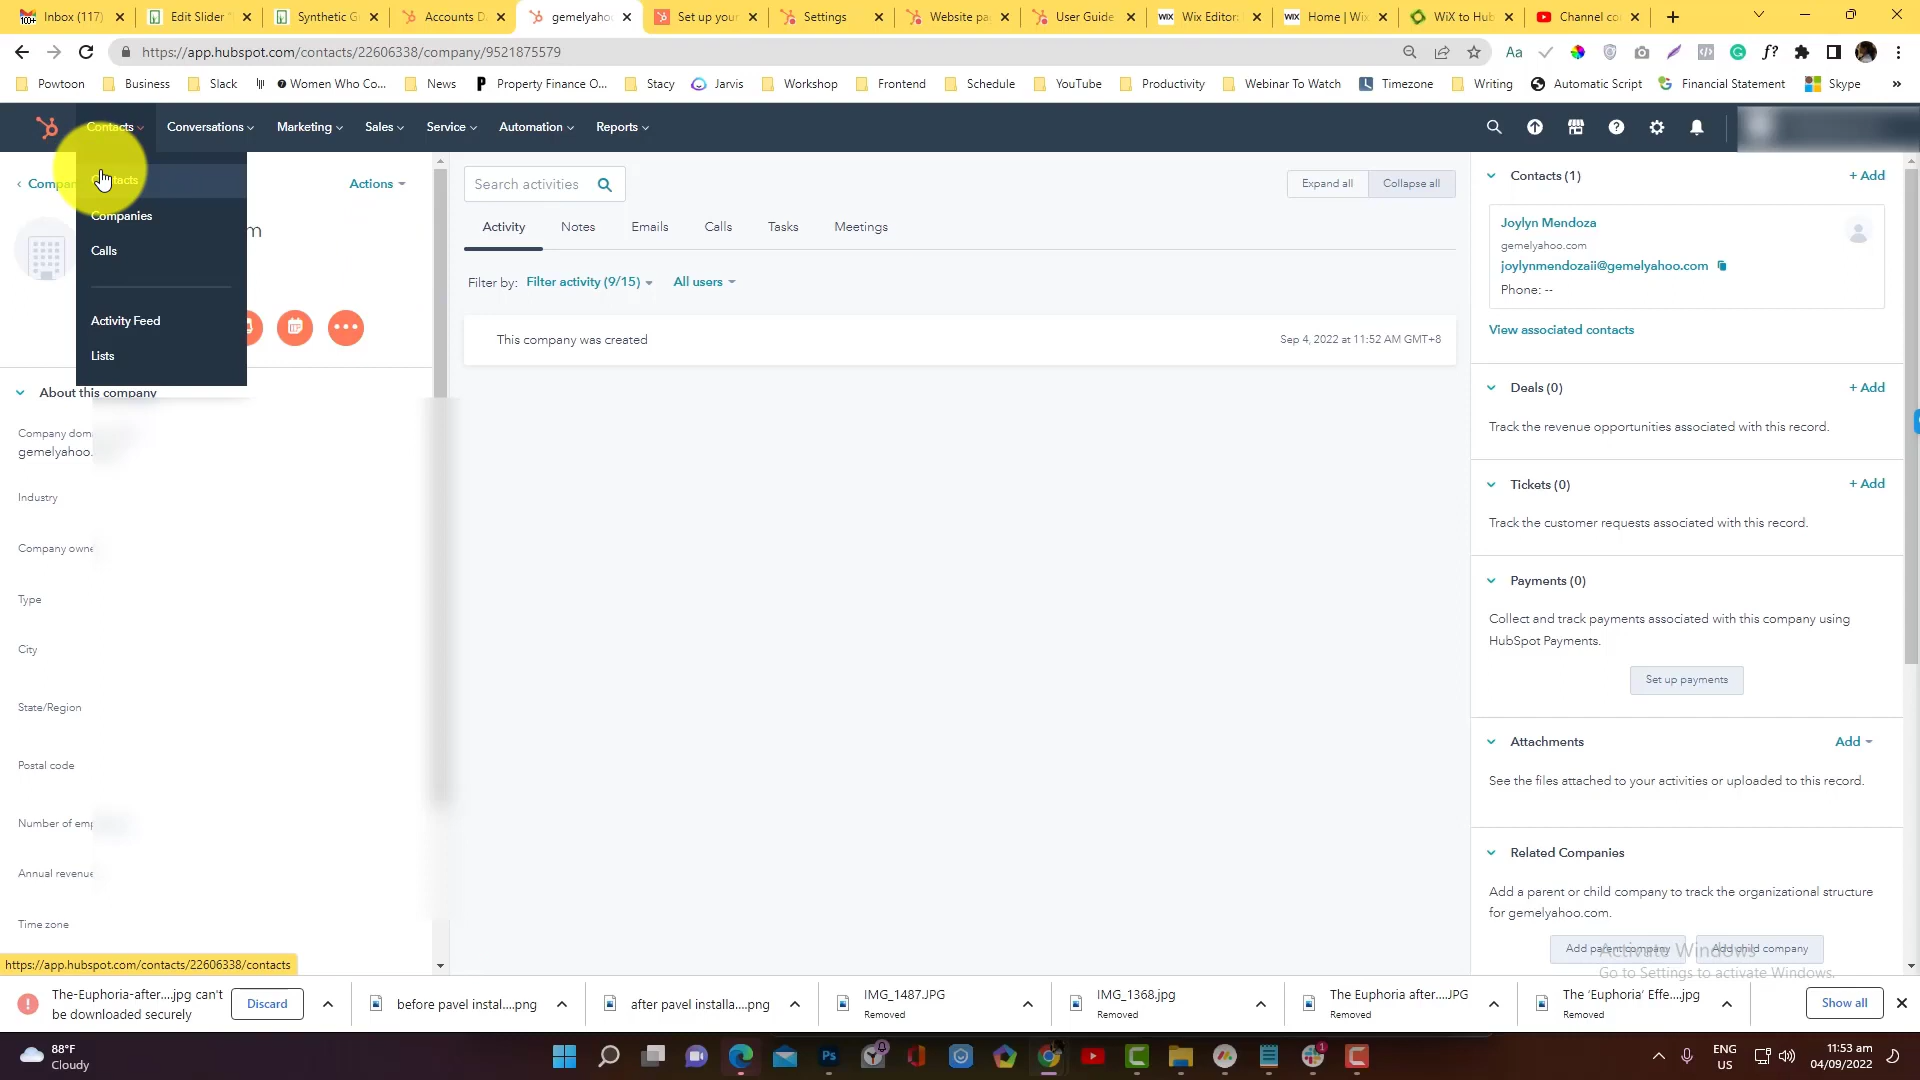 Inbox (117)
Edit Slider
Synthetic G
Accounts D
gemelyahoo
Set up your
Settings
Website pa
User Guide
Wix Editor
Home | Wix
WiX to Hub
Channel co
https://app.hubspot.com/contacts/22606338/company/9521875579
Powtoon
Business
Slack
Women Who Co...
News
Property Finance O...
Stacy
Jarvis
Workshop
Frontend
Schedule
YouTube
Productivity
Webinar To Watch
Timezone
Writing
Automatic Script
Financial Statement
Skype
»
Contacts
Conversations
Marketing
Sales
Service
Automation
Reports
Contacts
Companies
Calls
Activity Feed
Lists
Actions
m
About this company
gemelyahoo.
Industry
Type
City
State/Region
Postal code
Number of emp
Annual revenue
Time zone
Search activities
Expand all
Collapse all
Activity
Notes
Emails
Calls
Tasks
Meetings
Filter by: Filter activity (9/15) All users
This company was created
Sep 4, 2022 at 11:52 AM GMT+8
Contacts (1)
+ Add
Joylyn Mendoza
gemelyahoo.com
joylynmendozaii@gemelyahoo.com
Phone: --
View associated contacts
Deals (0)
+ Add
Track the revenue opportunities associated with this record.
Tickets (0)
+ Add
Track the customer requests associated with this record.
Payments (0)
Collect and track payments associated with this company using
HubSpot Payments.
Set up payments
Attachments
Add
See the files attached to your activities or uploaded to this record.
Related Companies
Add a parent or child company to track the organizational structure
for gemelyahoo.com.
Add parent company
Add child company
Activate Windows
Go to Settings to activate Windows.
https://app.hubspot.com/contacts/22606338/contacts
The-Euphoria-after....jpg can't
be downloaded securely
Discard
before pavel instal....png
after pavel installa....png
IMG_1487.JPG
Removed
IMG_1368.jpg
Removed
The Euphoria after....JPG
Removed
The ‘Euphoria’ Effe....jpg
Removed
Show all
88°F
Cloudy
ENG
US
11:53 am
04/09/2022